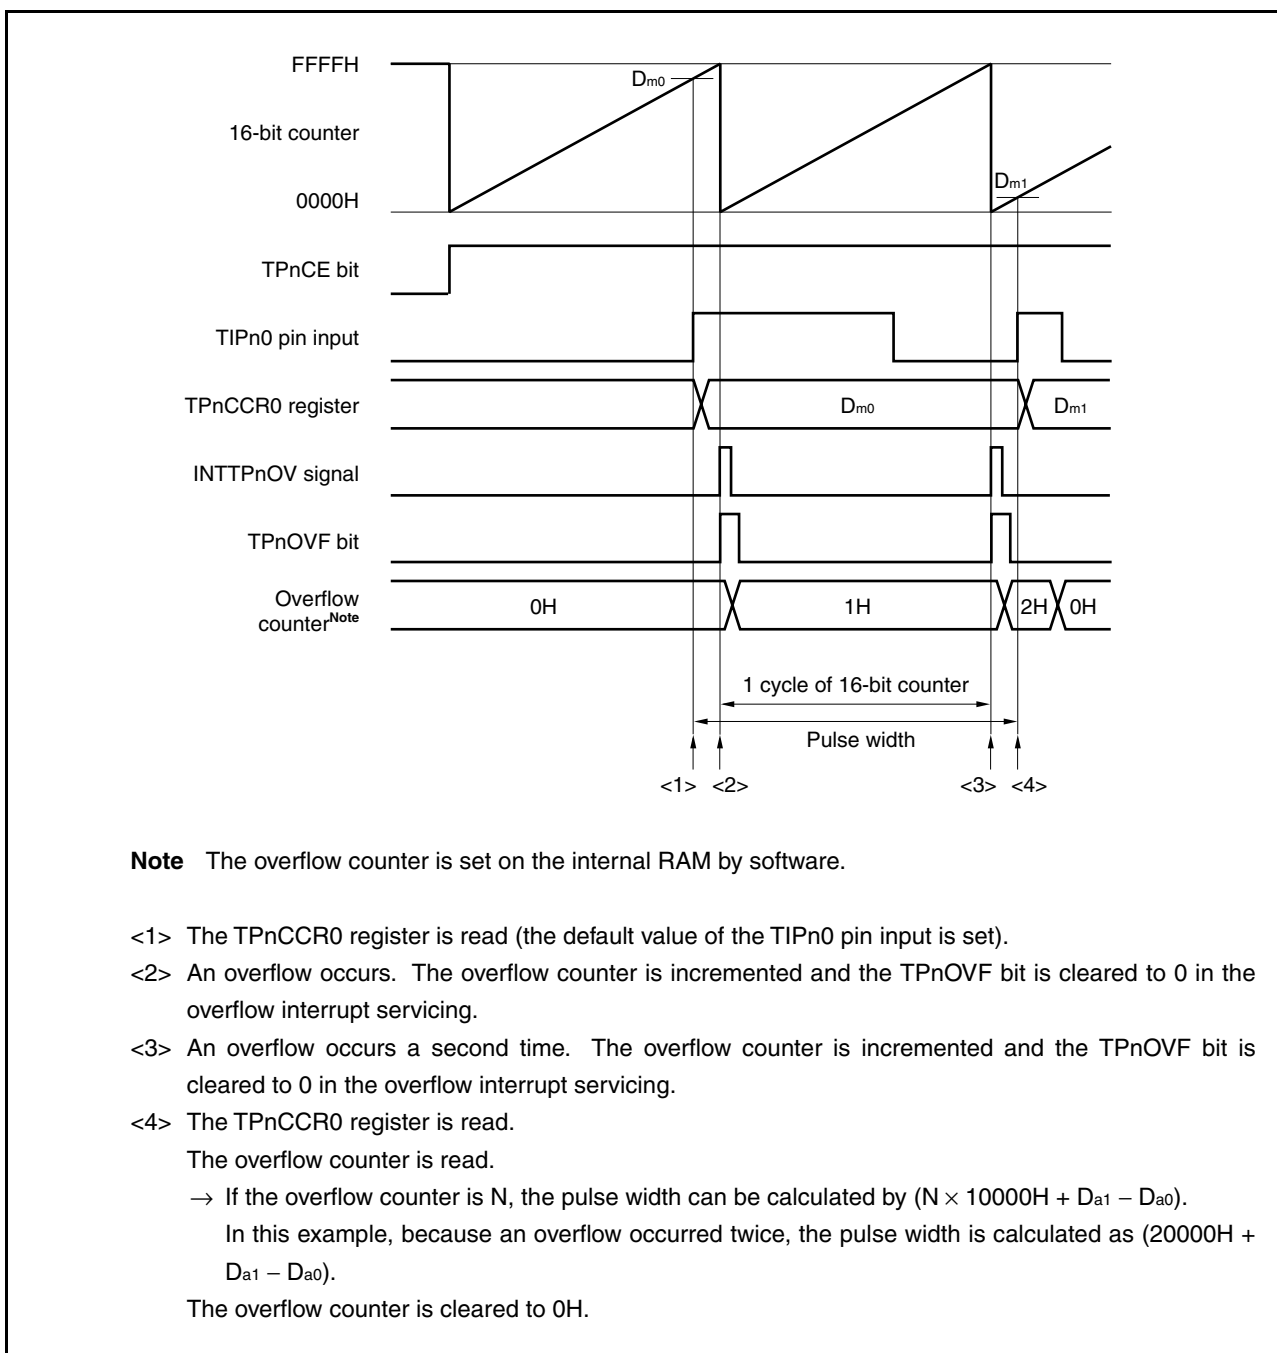 FFFFH
Dm0
16-bit counter
Dm1
0000H
TPnCE bit
TIPn0 pin input
TPnCCR0 register
Dm0
Dm1
INTTPnOV signal
TPnOVF bit
Overflow
counterNote
0H
1H
2H
0H
1 cycle of 16-bit counter
Pulse width
<1> <2> <3> <4>
Note The overflow counter is set on the internal RAM by software.
<1> The TPnCCR0 register is read (the default value of the TIPn0 pin input is set).
<2> An overflow occurs. The overflow counter is incremented and the TPnOVF bit is cleared to 0 in the
overflow interrupt servicing.
<3> An overflow occurs a second time. The overflow counter is incremented and the TPnOVF bit is
cleared to 0 in the overflow interrupt servicing.
<4> The TPnCCR0 register is read.
The overflow counter is read.
→ If the overflow counter is N, the pulse width can be calculated by (N × 10000H + Da1 − Da0).
In this example, because an overflow occurred twice, the pulse width is calculated as (20000H +
Da1 − Da0).
The overflow counter is cleared to 0H.